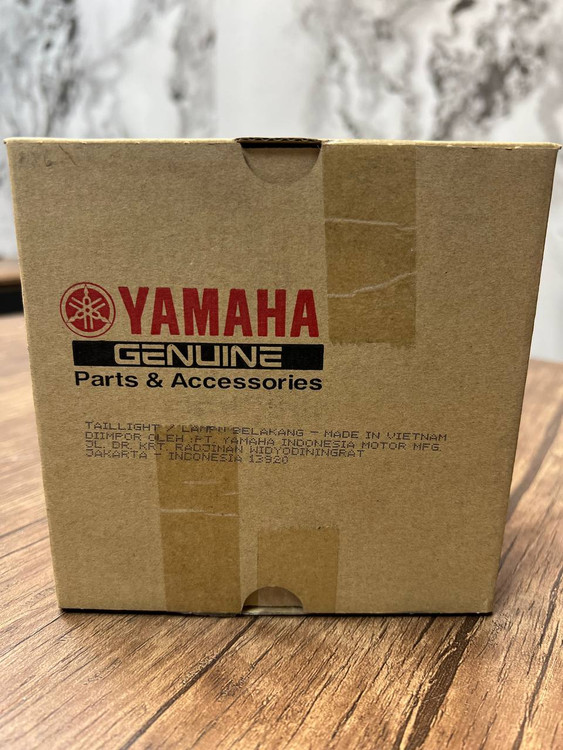 YAMAHA
GENUINE
Parts & Accessories
TAILLIGHT / LAMPU BELAKANG - MADE IN VIETNAM
DIIMPOR OLEH :PT. YAMAHA INDONESIA MOTOR MFG
JL. DR. KRT. RADJIMAN WIDYODININGRAT
JAKARTA - INDONESIA 13920